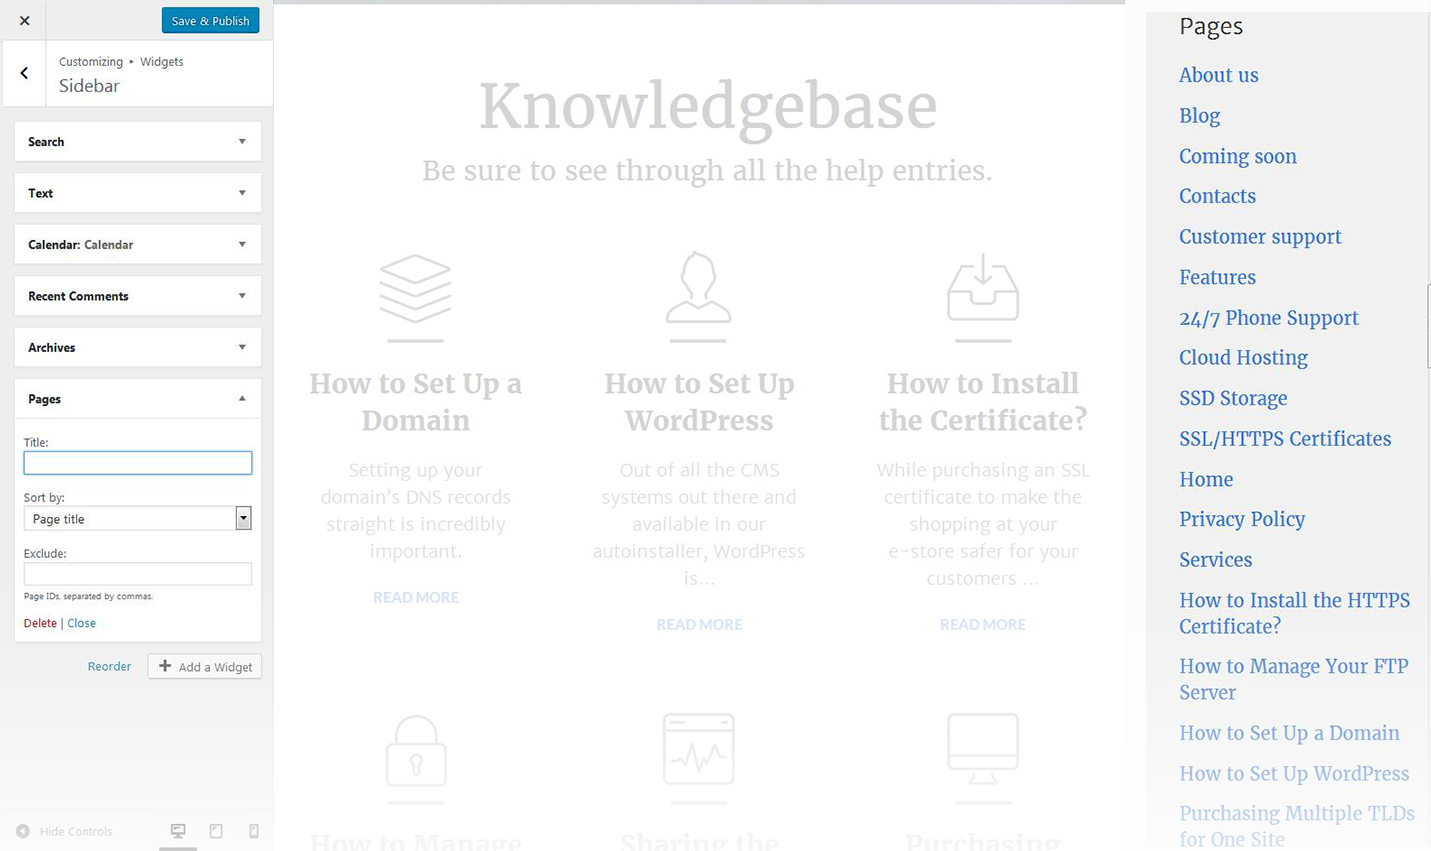 Save & Publish
Customizing ▸ Widgets
Sidebar
Search
Text
Calendar: Calendar
Recent Comments
Archives
Pages
Title:
Sort by:
Page title
Exclude:
Page IDs, separated by commas.
Delete | Close
Reorder
Add a Widget
Hide Controls
Knowledgebase
Be sure to see through all the help entries.
How to Set Up a
Domain
Setting up your
domain’s DNS records
straight is incredibly
important.
READ MORE
How to Set Up
WordPress
Out of all the CMS
systems out there and
available in our
autoinstaller, WordPress
is...
READ MORE
How to Install
the Certificate?
While purchasing an SSL
certificate to make the
shopping at your
e-store safer for your
customers ...
READ MORE
How to Manage
Sharing the
Purchasing
Pages
About us
Blog
Coming soon
Contacts
Customer support
Features
24/7 Phone Support
Cloud Hosting
SSD Storage
SSL/HTTPS Certificates
Home
Privacy Policy
Services
How to Install the HTTPS
Certificate?
How to Manage Your FTP
Server
How to Set Up a Domain
How to Set Up WordPress
Purchasing Multiple TLDs
for One Site